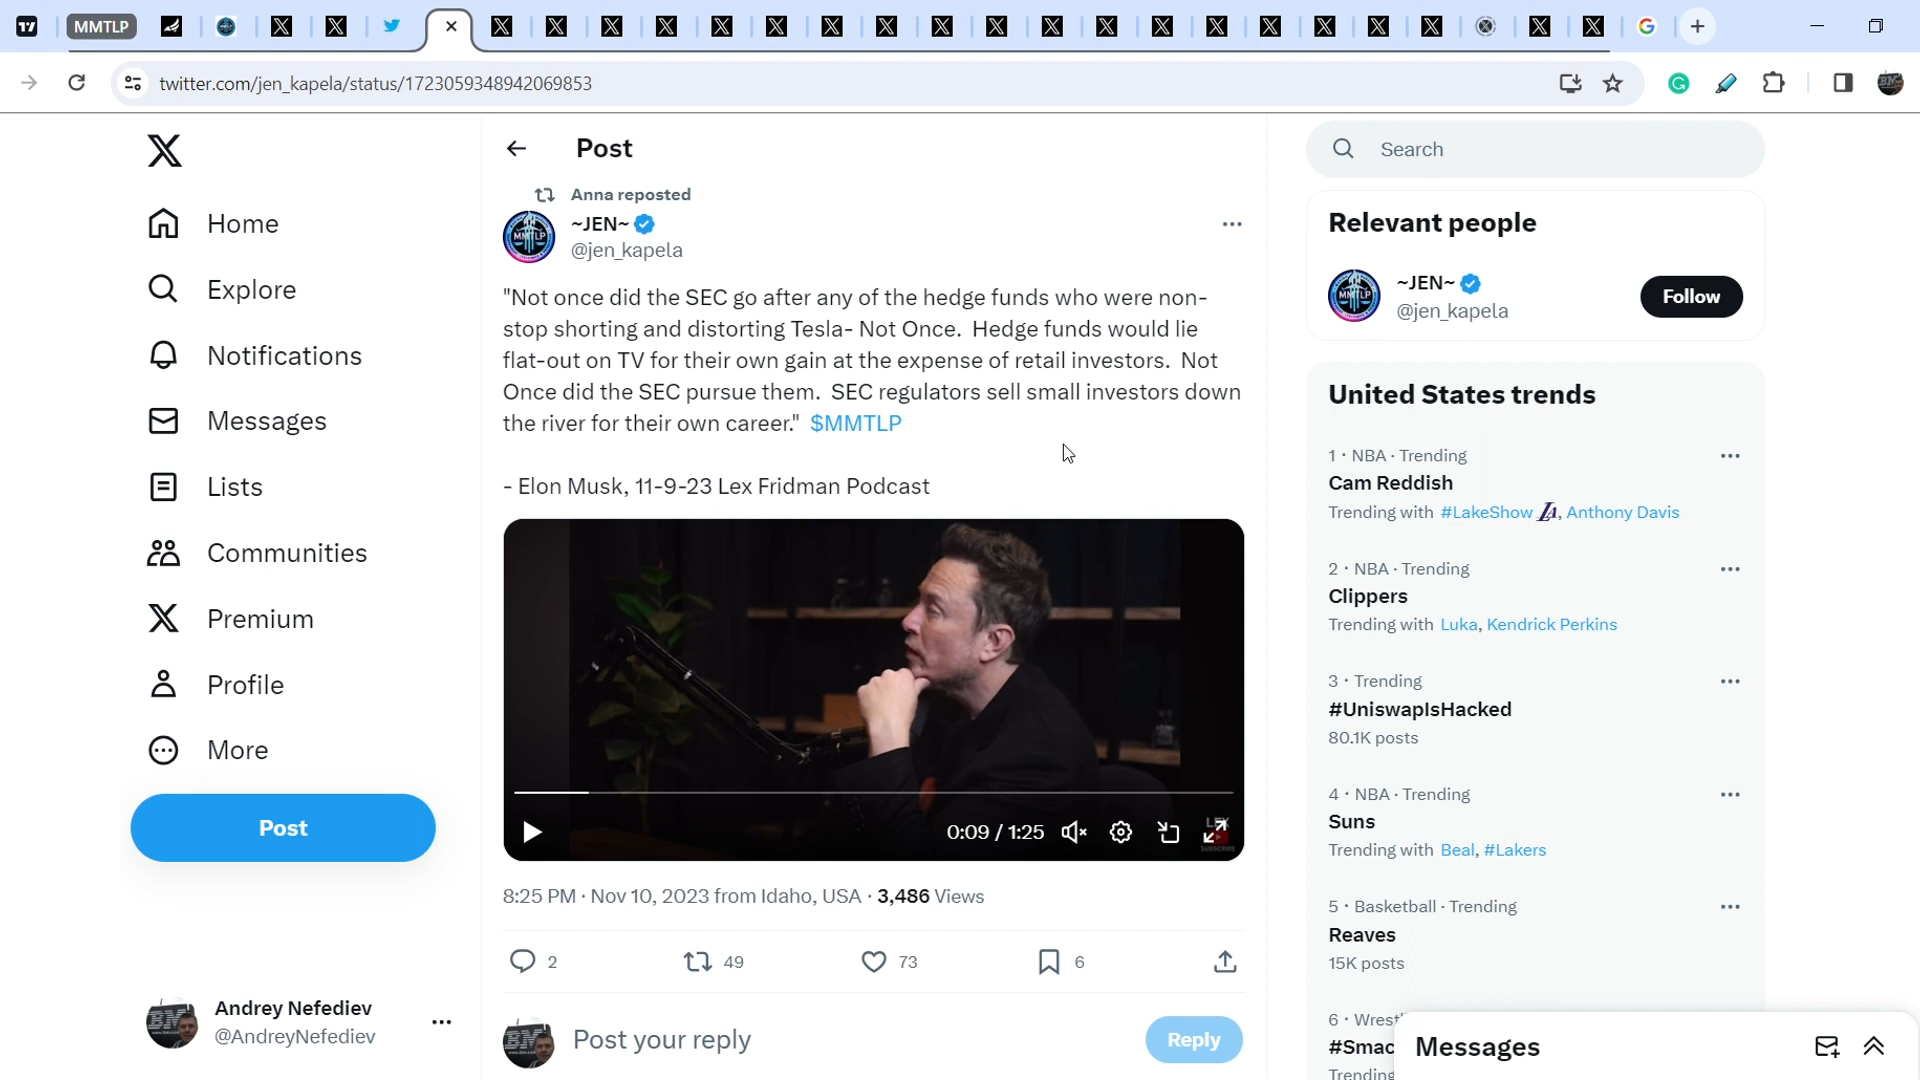 MMTLP
twitter.com/jen_kapela/status/1723059348942069853
Post
Anna reposted
~JEN~
@jen_kapela
"Not once did the SEC go after any of the hedge funds who were non-
stop shorting and distorting Tesla- Not Once. Hedge funds would lie
flat-out on TV for their own gain at the expense of retail investors. Not
Once did the SEC pursue them. SEC regulators sell small investors down
the river for their own career." $MMTLP
- Elon Musk, 11-9-23 Lex Fridman Podcast
0:09 / 1:25
LEX
SUBSCRIBE
8:25 PM · Nov 10, 2023 from Idaho, USA · 3,486 Views
2
49
73
6
Post your reply
Reply
Home
Explore
Notifications
Messages
Lists
Communities
Premium
Profile
More
Post
Andrey Nefediev
@AndreyNefediev
Search
Relevant people
~JEN~
@jen_kapela
Follow
United States trends
1 · NBA · Trending
Cam Reddish
Trending with #LakeShow, Anthony Davis
2 · NBA · Trending
Clippers
Trending with Luka, Kendrick Perkins
3 · Trending
#UniswapIsHacked
80.1K posts
4 · NBA · Trending
Suns
Trending with Beal, #Lakers
5 · Basketball · Trending
Reaves
15K posts
6 · Wrest
#Smac
Trending
Messages